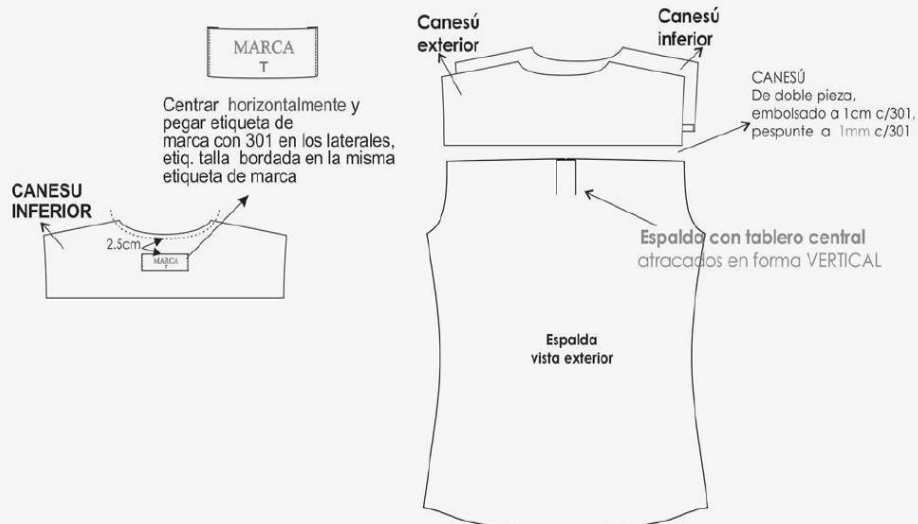 MARCA
T
Centrar horizontalmente y
pegar etiqueta de
marca con 301 en los laterales,
etiq. talla bordada en la misma
etiqueta de marca
CANESU
INFERIOR
2.5cm
MARCA
T
Canesú
exterior
Canesú
inferior
CANESÚ
De doble pieza,
embolsado a 1cm c/301,
pespunte a 1mm c/301
Espalda con tablero central
atracados en forma VERTICAL
Espalda
vista exterior